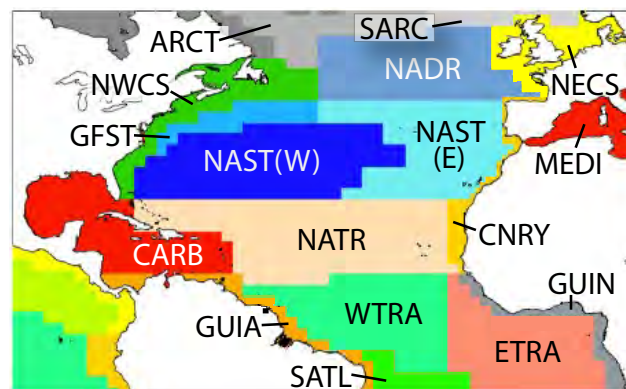 ARCT
SARC
NADR
NWCS
NECS
GFST
NAST(W)
NAST
(E)
MEDI
CARB
NATR
CNRY
GUIN
GUIA
WTRA
ETRA
SATL